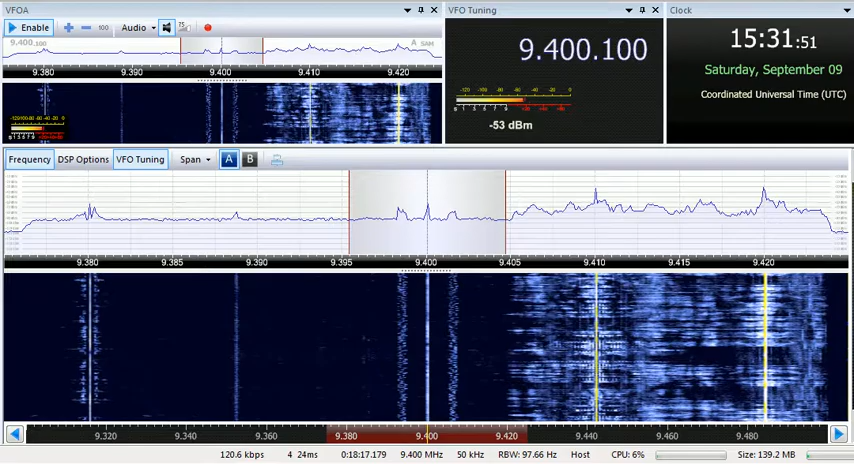 VFOA
Enable 100 Audio 75
9.400.100 A SAM
9.380 9.390 9.400 9.410 9.420
VFO Tuning
9.400.100
-53 dBm
Clock
15:31:51
Saturday, September 09
Coordinated Universal Time (UTC)
Frequency DSP Options VFO Tuning Span A B
9.380 9.385 9.390 9.395 9.400 9.405 9.410 9.415 9.420
9.320 9.340 9.360 9.380 9.400 9.420 9.440 9.460 9.480
120.6 kbps 4 24ms 0:18:17.179 9.400 MHz 50 kHz RBW: 97.66 Hz Host CPU: 6% Size: 139.2 MB